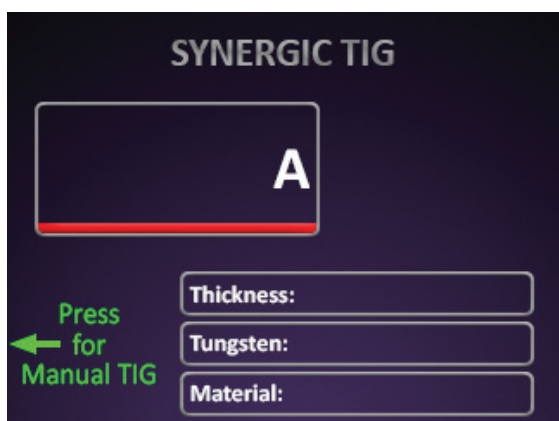 SYNERGIC TIG
A
Press
for
Manual TIG
Thickness:
Tungsten:
Material: